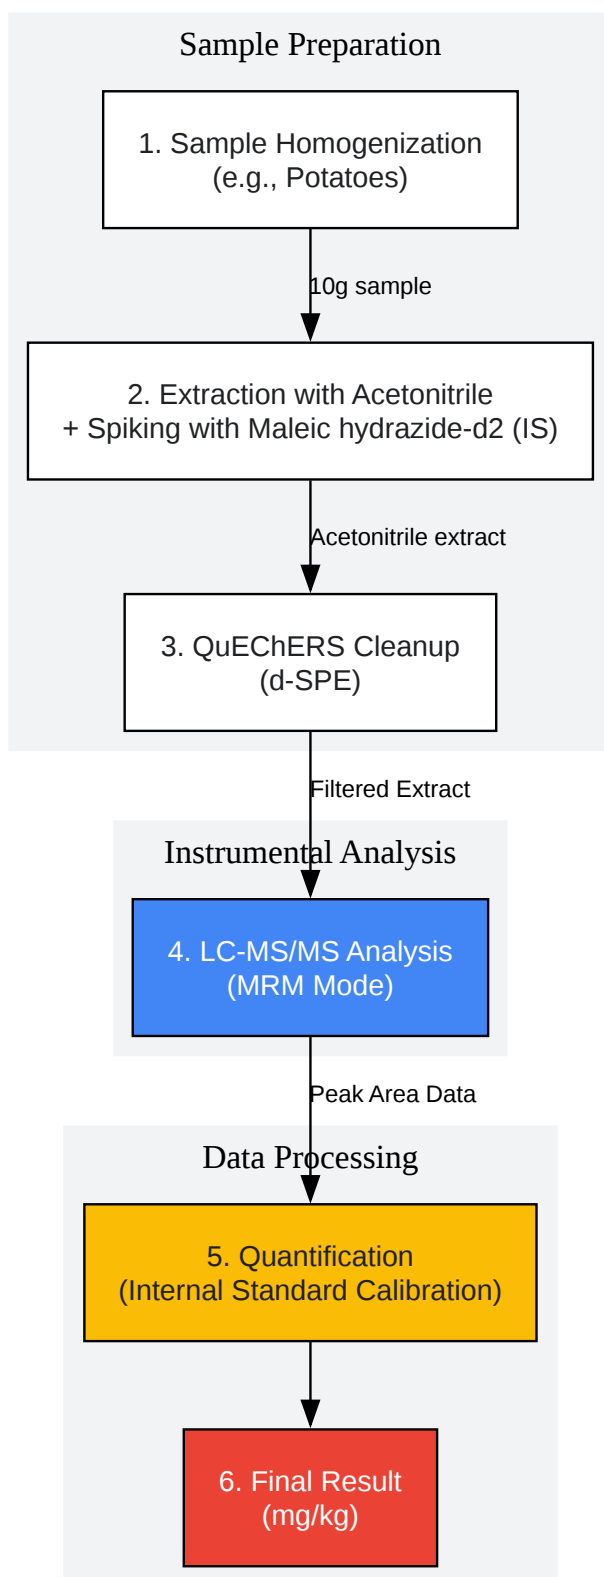 Sample Preparation
1. Sample Homogenization
(e.g., Potatoes)
10g sample
2. Extraction with Acetonitrile
+ Spiking with Maleic hydrazide-d2 (IS)
Acetonitrile extract
3. QuEChERS Cleanup
(d-SPE)
Filtered Extract
Instrumental Analysis
4. LC-MS/MS Analysis
(MRM Mode)
Peak Area Data
Data Processing
5. Quantification
(Internal Standard Calibration)
6. Final Result
(mg/kg)